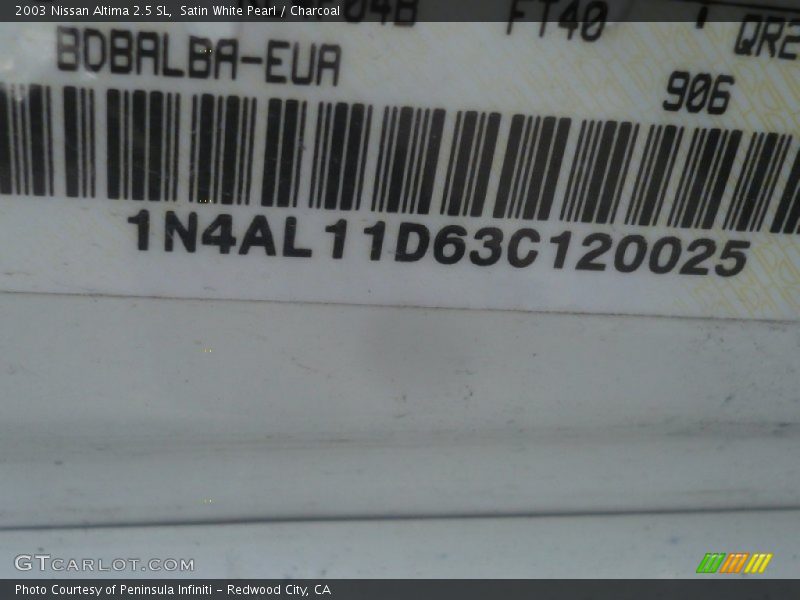 2003 Nissan Altima 2.5 SL, Satin White Pearl / Charcoal
FT40
BDBALBA-EUA
906
1N4AL11D63C120025
GTCARLOT.COM
Photo Courtesy of Peninsula Infiniti - Redwood City, CA